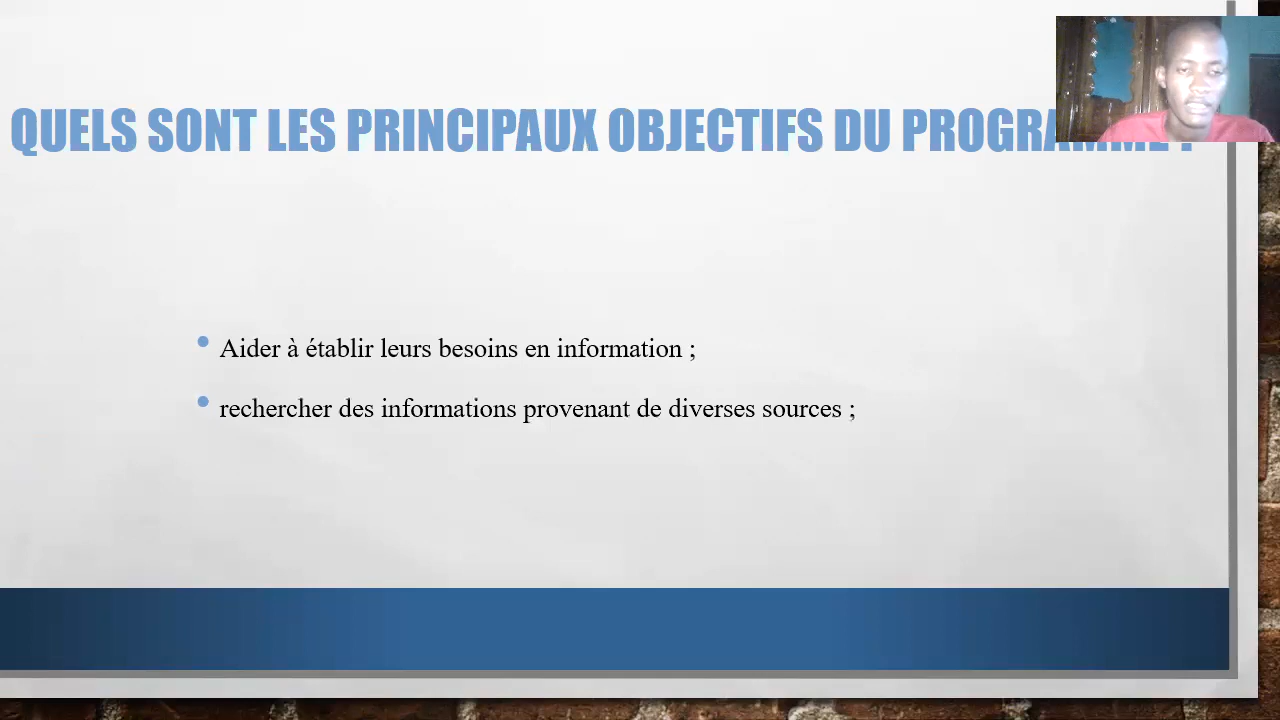 QUELS SONT LES PRINCIPAUX OBJECTIFS DU PROGRAMME ?
Aider à établir leurs besoins en information ;
rechercher des informations provenant de diverses sources ;